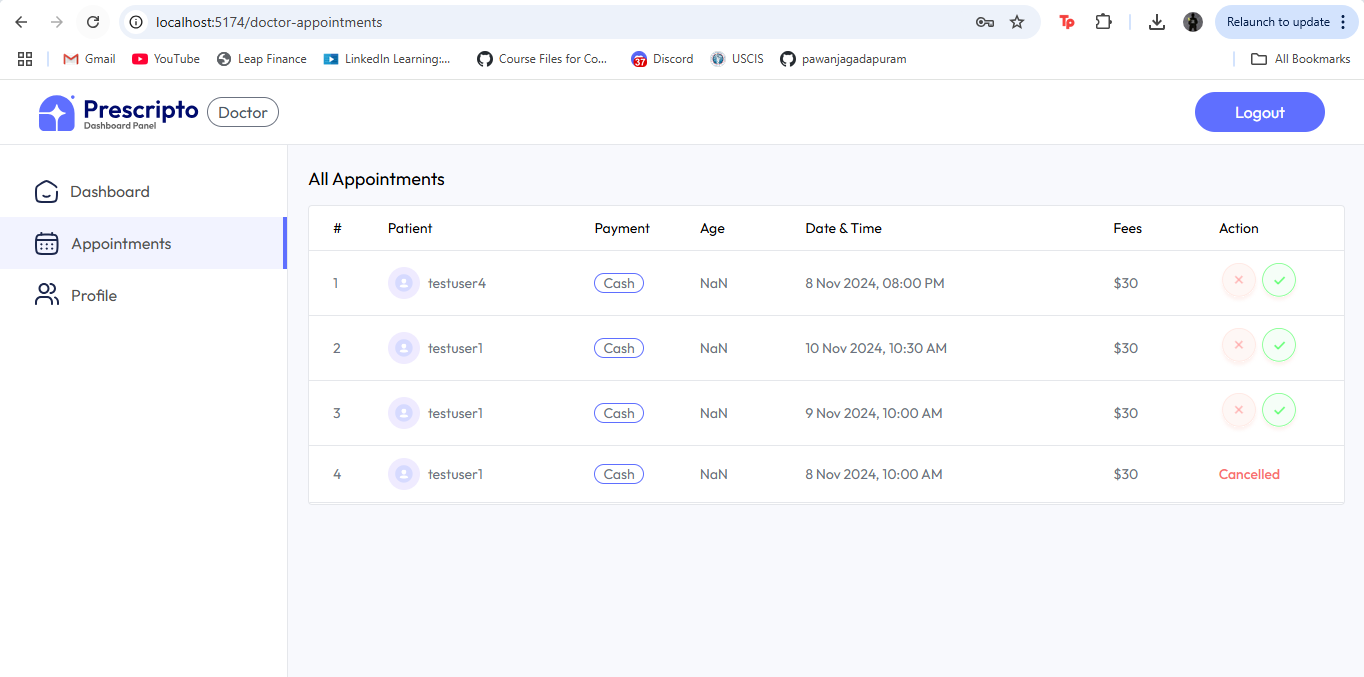 localhost:5174/doctor-appointments
Tp
Relaunch to update
Gmail YouTube Leap Finance LinkedIn Learning:... Course Files for Co... 37 Discord USCIS pawanjagadapuram All Bookmarks
Prescripto Doctor Logout
Dashboard Panel
Dashboard
Appointments
Profile
All Appointments
# Patient Payment Age Date & Time Fees Action
1 testuser4 Cash NaN 8 Nov 2024, 08:00 PM $30
2 testuser1 Cash NaN 10 Nov 2024, 10:30 AM $30
3 testuser1 Cash NaN 9 Nov 2024, 10:00 AM $30
4 testuser1 Cash NaN 8 Nov 2024, 10:00 AM $30 Cancelled